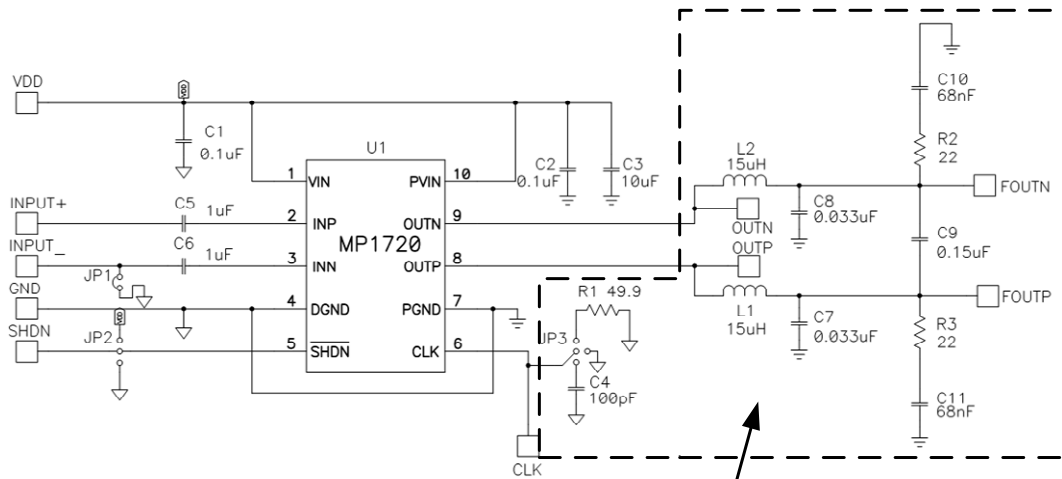 VDD
VDD
C1
0.1uF
U1
C2
0.1uF
C3
10uF
1
VIN
PVIN
10
INPUT+
C5
1uF
2
INP
OUTN
9
INPUT_
C6
1uF
MP1720
3
INN
OUTP
8
JP1
GND
4
DGND
PGND
7
VDD
SHDN
JP2
5
SHDN
CLK
6
CLK
R1 49.9
JP3
C4
100pF
C10
68nF
R2
22
L2
15uH
FOUTN
OUTN
C8
0.033uF
C9
0.15uF
OUTP
L1
15uH
C7
0.033uF
FOUTP
R3
22
C11
68nF